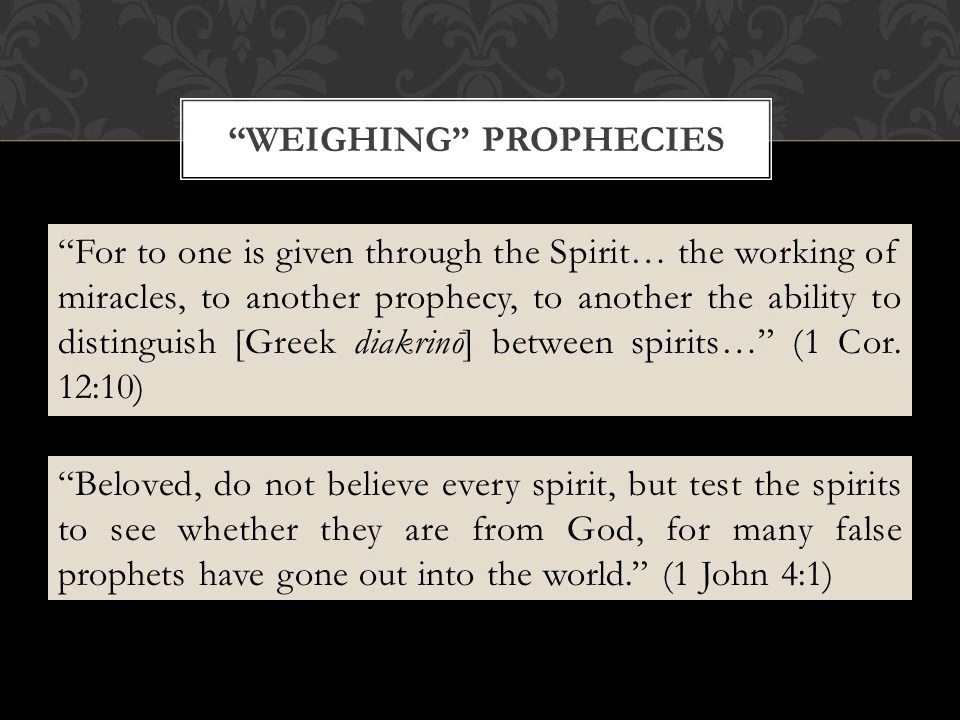 “WEIGHING” PROPHECIES
“For to one is given through the Spirit… the working of
miracles, to another prophecy, to another the ability to
distinguish [Greek diakrinō] between spirits…” (1 Cor.
12:10)
“Beloved, do not believe every spirit, but test the spirits
to see whether they are from God, for many false
prophets have gone out into the world.” (1 John 4:1)